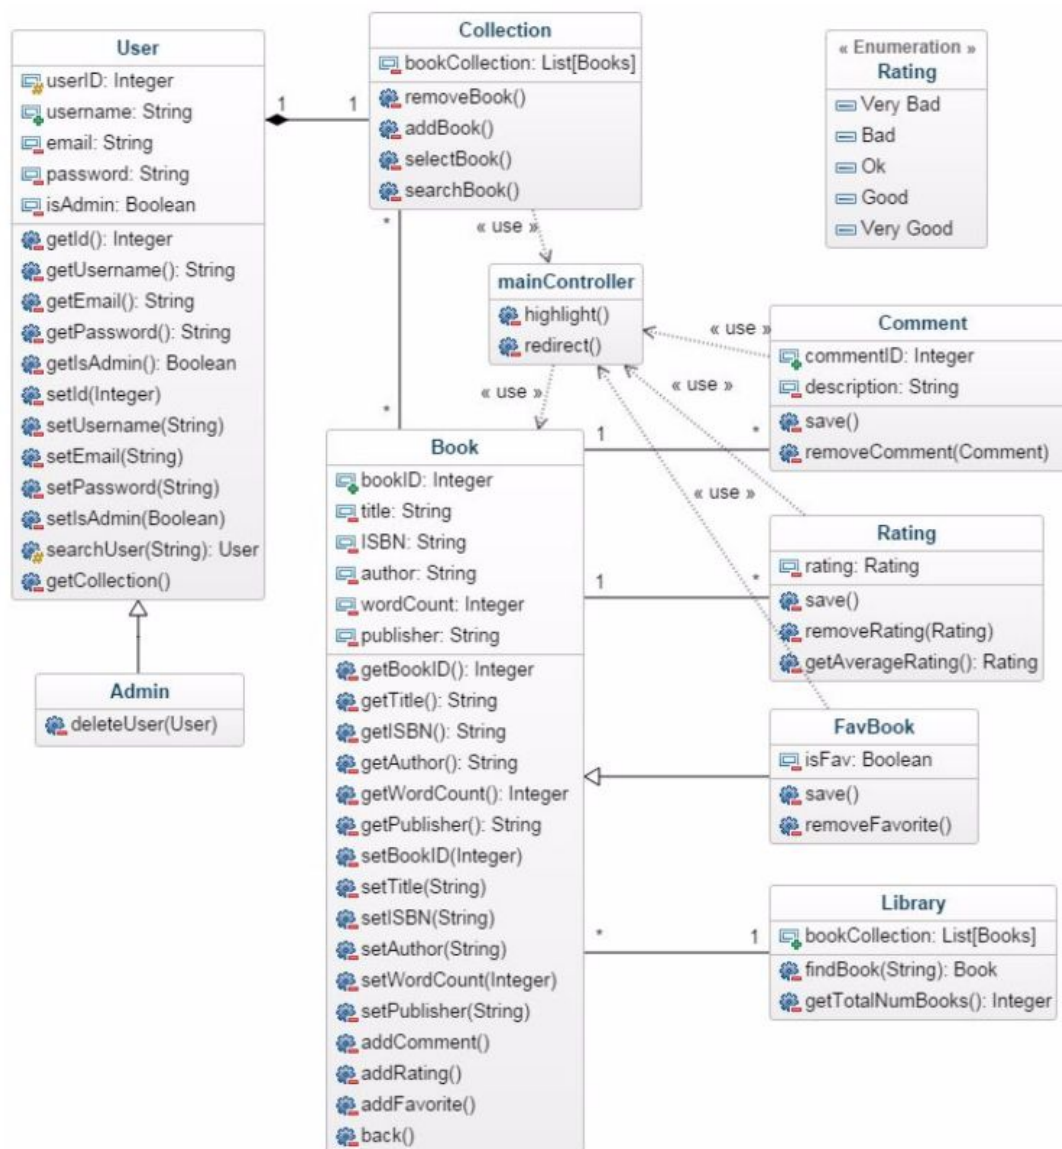 User
userID: Integer
username: String
email: String
password: String
isAdmin: Boolean
getId(): Integer
getUsername(): String
getEmail(): String
getPassword(): String
getIsAdmin(): Boolean
setId(Integer)
setUsername(String)
setEmail(String)
setPassword(String)
setIsAdmin(Boolean)
searchUser(String): User
getCollection()
Admin
deleteUser(User)
1
1
Collection
bookCollection: List[Books]
removeBook()
addBook()
selectBook()
searchBook()
*
*
« use »
mainController
highlight()
redirect()
« use »
« Enumeration »
Rating
Very Bad
Bad
Ok
Good
Very Good
« use »
« use »
« use »
Book
bookID: Integer
title: String
ISBN: String
author: String
wordCount: Integer
publisher: String
getBookID(): Integer
getTitle(): String
getISBN(): String
getAuthor(): String
getWordCount(): Integer
getPublisher(): String
setBookID(Integer)
setTitle(String)
setISBN(String)
setAuthor(String)
setWordCount(Integer)
setPublisher(String)
addComment()
addRating()
addFavorite()
back()
1
*
Comment
commentID: Integer
description: String
save()
removeComment(Comment)
1
*
Rating
rating: Rating
save()
removeRating(Rating)
getAverageRating(): Rating
FavBook
isFav: Boolean
save()
removeFavorite()
*
1
Library
bookCollection: List[Books]
findBook(String): Book
getTotalNumBooks(): Integer